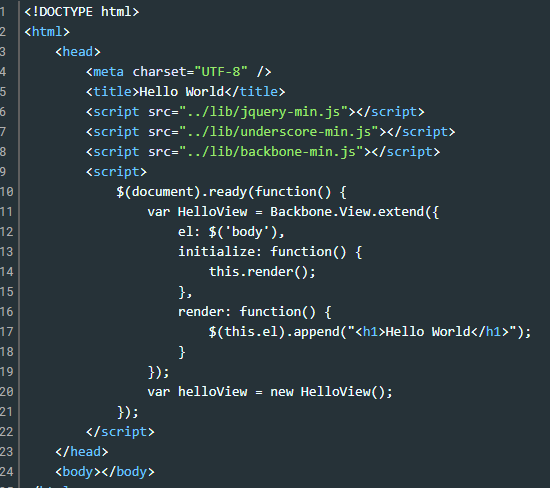 1 <!DOCTYPE html>
2 <html>
3     <head>
4         <meta charset="UTF-8" />
5         <title>Hello World</title>
6         <script src="../lib/jquery-min.js"></script>
7         <script src="../lib/underscore-min.js"></script>
8         <script src="../lib/backbone-min.js"></script>
9         <script>
10             $(document).ready(function() {
11                 var HelloView = Backbone.View.extend({
12                 el: $('body'),
13                 initialize: function() {
14                         this.render();
15                 },
16                 render: function() {
17                         $(this.el).append("<h1>Hello World</h1>");
18                 }
19                 });
20                 var helloView = new HelloView();
21             });
22         </script>
23     </head>
24     <body></body>